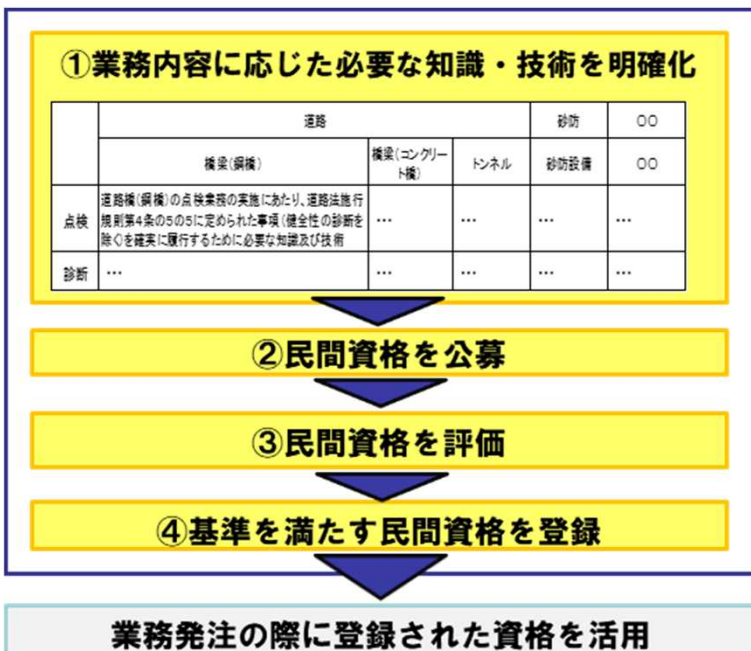 ①業務内容に応じた必要な知識・技術を明確化
道路 砂防 ○○
橋梁(鋼橋) 橋梁(コンクリー トンネル 砂防設備 ○○
ト橋)
点検 道路橋(鋼橋)の点検業務の実施にあたり、道路法施行 … … … …
規則第4条の5の5に定められた事項(健全性の診断を
除く)を確実に履行するために必要な知識及び技術
診断 … … … … …
②民間資格を公募
③民間資格を評価
④基準を満たす民間資格を登録
業務発注の際に登録された資格を活用